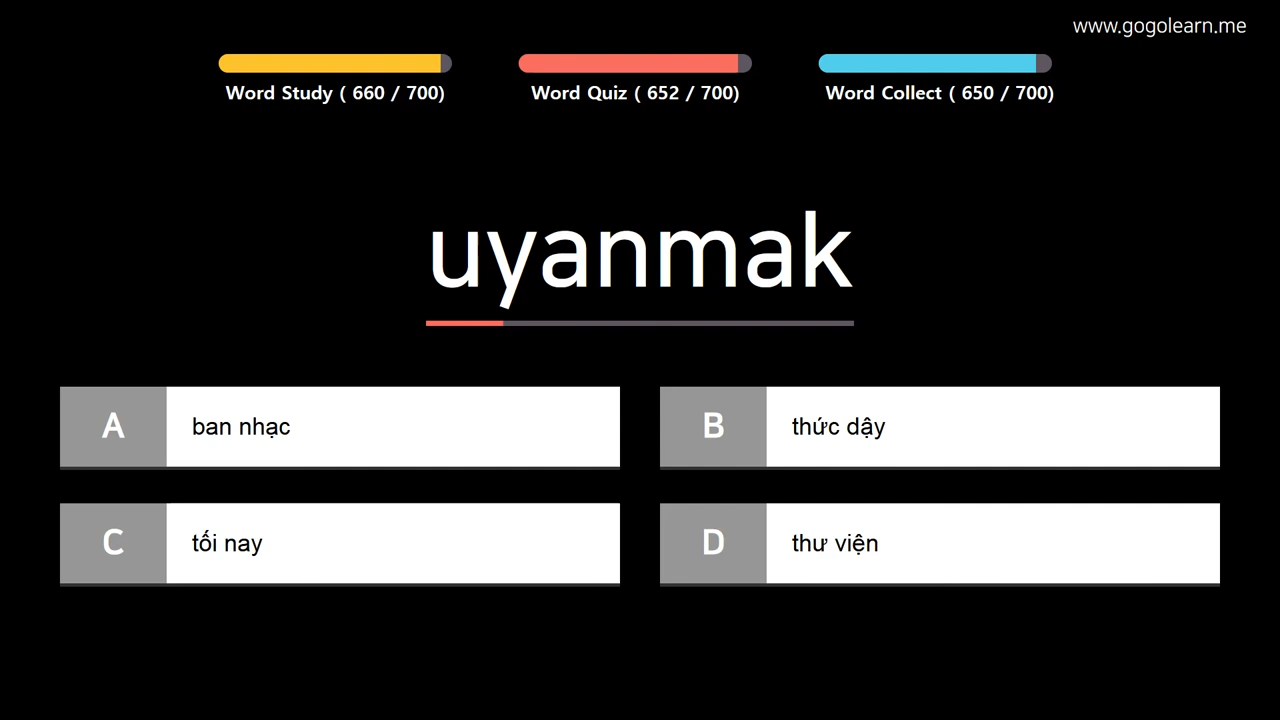 www.gogolearn.me
Word Study ( 660 / 700)
Word Quiz ( 652 / 700)
Word Collect ( 650 / 700)
uyanmak
A
ban nhạc
B
thức dậy
C
tối nay
D
thư viện